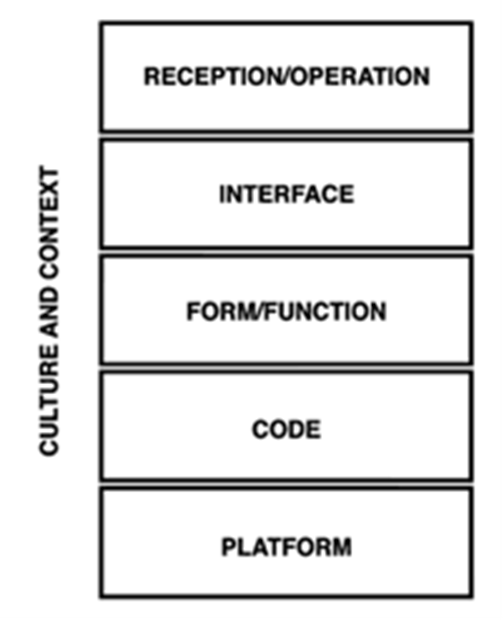 RECEPTION/OPERATION
INTERFACE
FORM/FUNCTION
CODE
PLATFORM
CULTURE AND CONTEXT